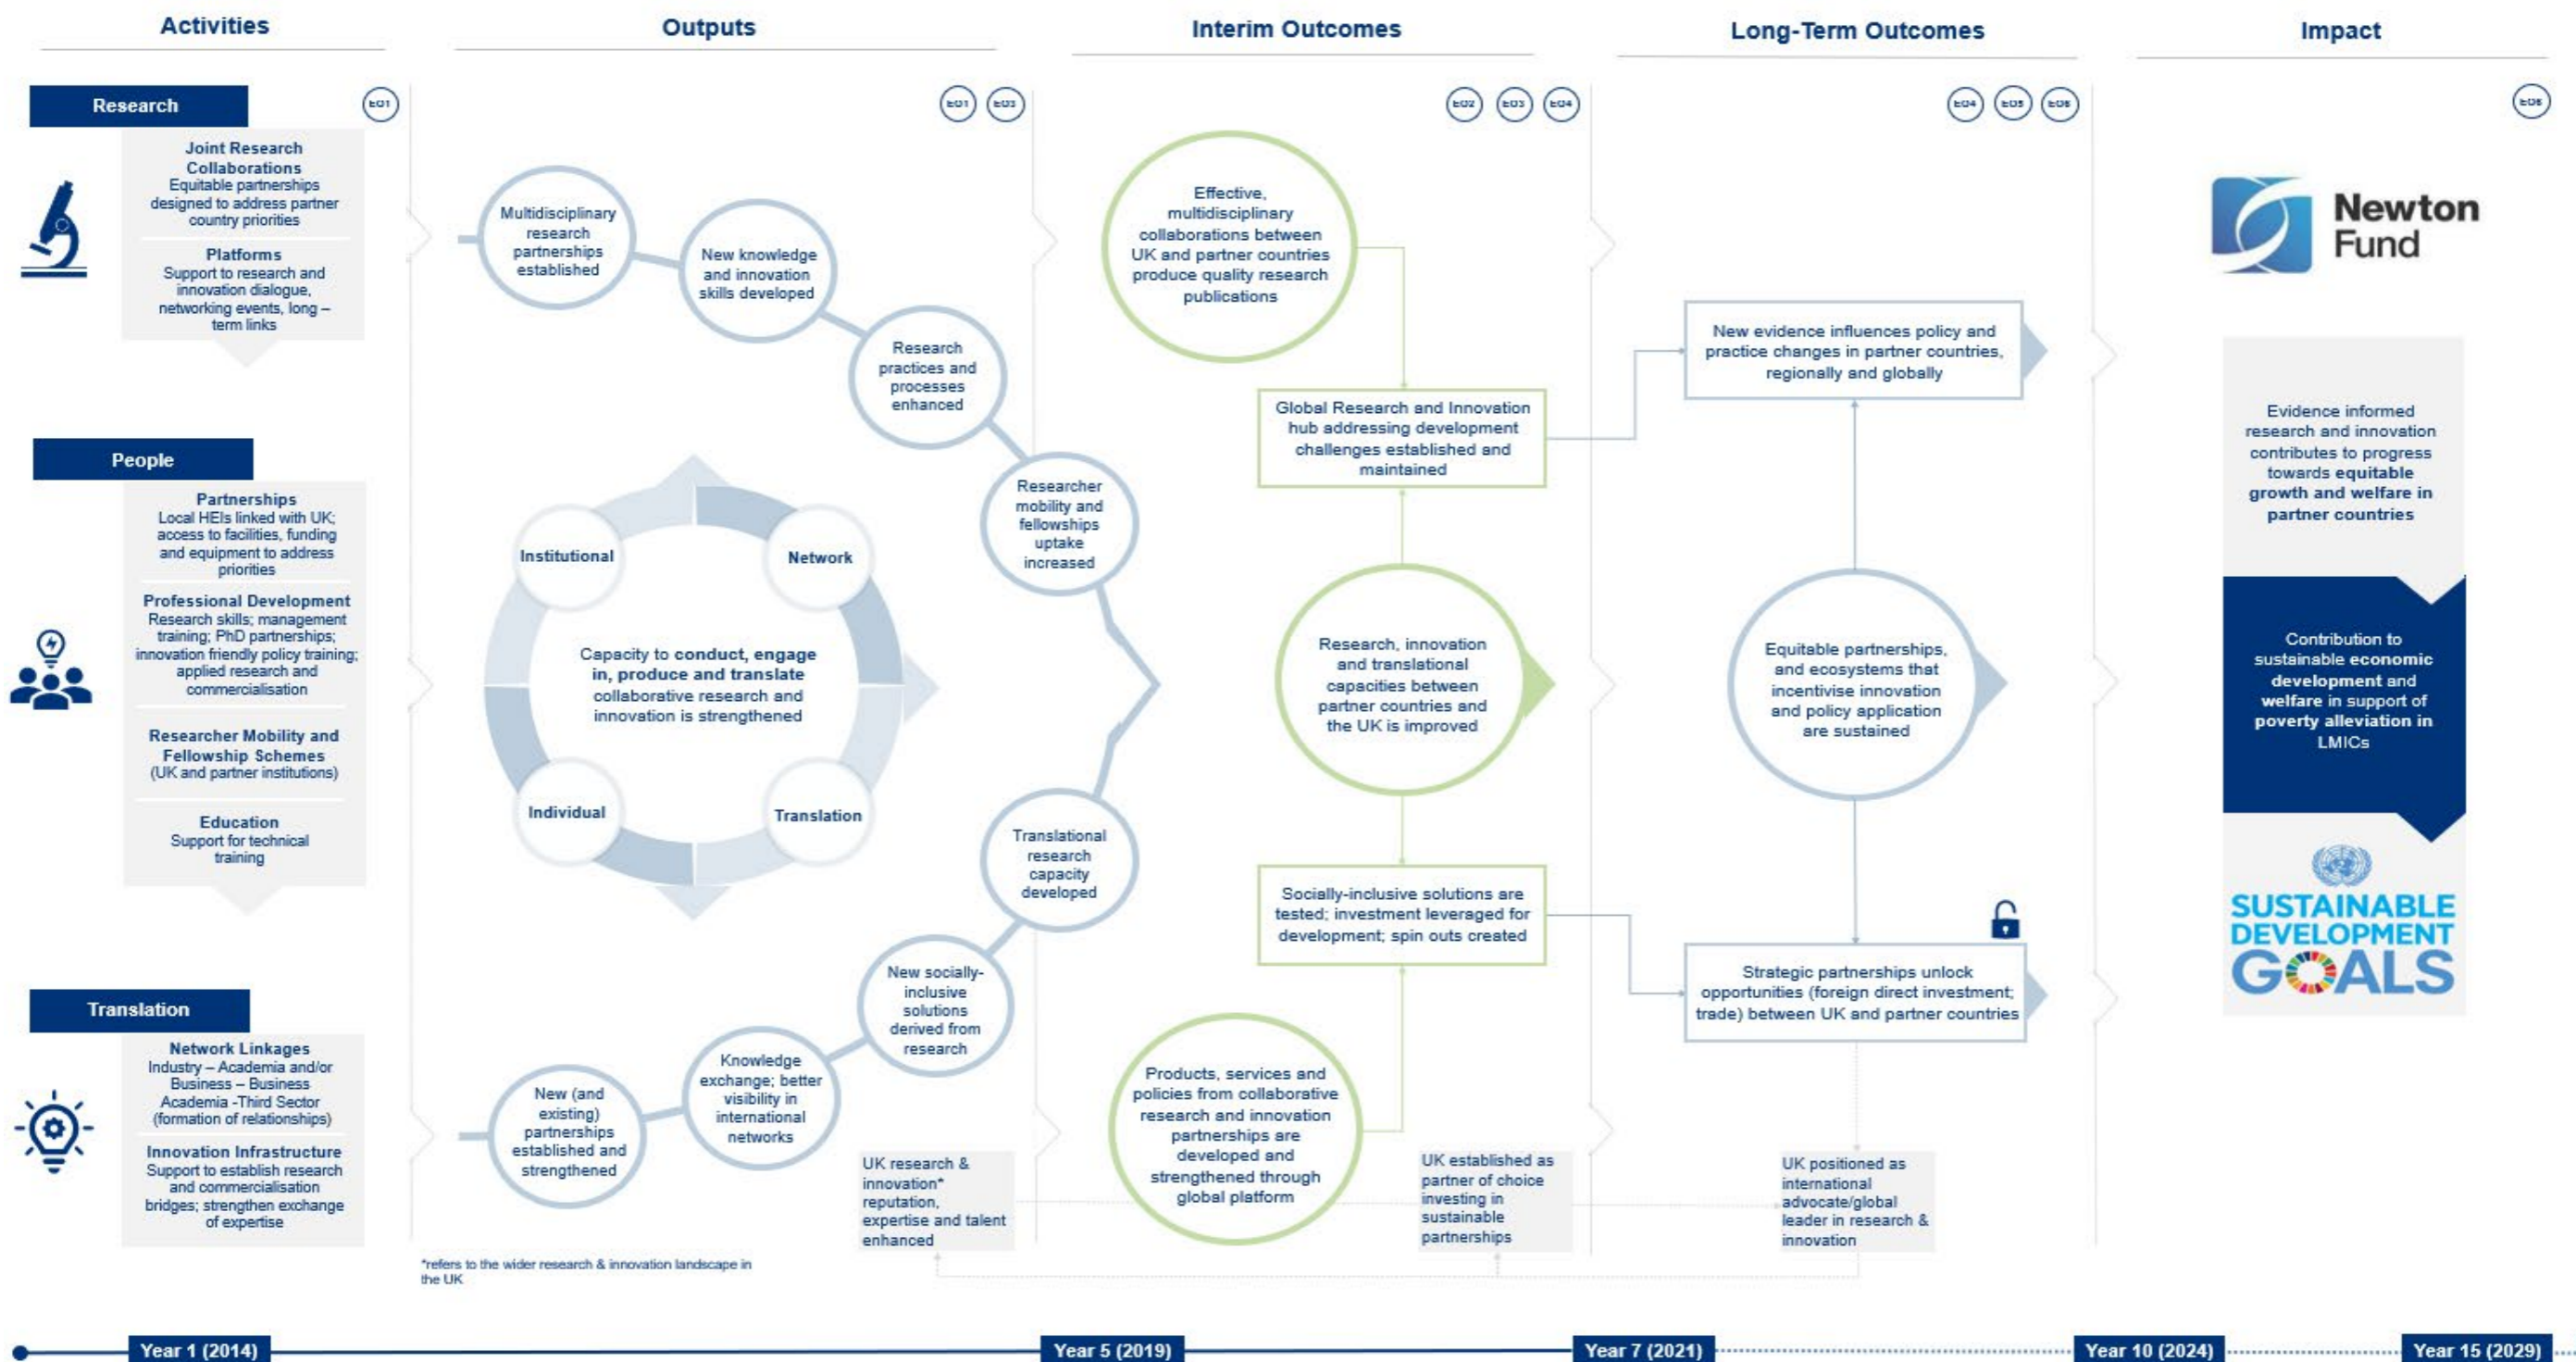 Activities
Outputs
Interim Outcomes
Long-Term Outcomes
Impact
EO1
EO1
EO3
EO2
EO3
EO4
EO4
EO5
EO6
EO6
Research
Joint Research
Collaborations
Equitable partnerships
designed to address partner
country priorities
Platforms
Support to research and
innovation dialogue,
networking events, long –
term links
People
Partnerships
Local HEIs linked with UK;
access to facilities, funding
and equipment to address
priorities
Professional Development
Research skills; management
training; PhD partnerships;
innovation friendly policy training;
applied research and
commercialisation
Researcher Mobility and
Fellowship Schemes
(UK and partner institutions)
Education
Support for technical
training
Translation
Network Linkages
Industry – Academia and/or
Business – Business
Academia -Third Sector
(formation of relationships)
Innovation Infrastructure
Support to establish research
and commercialisation
bridges; strengthen exchange
of expertise
Multidisciplinary
research
partnerships
established
New knowledge
and innovation
skills developed
Research
practices and
processes
enhanced
Researcher
mobility and
fellowships
uptake
increased
Institutional
Network
Capacity to conduct, engage
in, produce and translate
collaborative research and
innovation is strengthened
Individual
Translation
Translational
research
capacity
developed
New socially-
inclusive
solutions
derived from
research
Knowledge
exchange; better
visibility in
international
networks
New (and
existing)
partnerships
established and
strengthened
UK research &
innovation*
reputation,
expertise and talent
enhanced
*refers to the wider research & innovation landscape in
the UK
Effective,
multidisciplinary
collaborations between
UK and partner countries
produce quality research
publications
Global Research and Innovation
hub addressing development
challenges established and
maintained
Research, innovation
and translational
capacities between
partner countries and
the UK is improved
Socially-inclusive solutions are
tested; investment leveraged for
development; spin outs created
Products, services and
policies from collaborative
research and innovation
partnerships are
developed and
strengthened through
global platform
UK established as
partner of choice
investing in
sustainable
partnerships
New evidence influences policy and
practice changes in partner countries,
regionally and globally
Equitable partnerships,
and ecosystems that
incentivise innovation
and policy application
are sustained
Strategic partnerships unlock
opportunities (foreign direct investment;
trade) between UK and partner countries
UK positioned as
international
advocate/global
leader in research &
innovation
Newton
Fund
Evidence informed
research and innovation
contributes to progress
towards equitable
growth and welfare in
partner countries
Contribution to
sustainable economic
development and
welfare in support of
poverty alleviation in
LMICs
SUSTAINABLE
DEVELOPMENT
GOALS
Year 1 (2014)
Year 5 (2019)
Year 7 (2021)
Year 10 (2024)
Year 15 (2029)